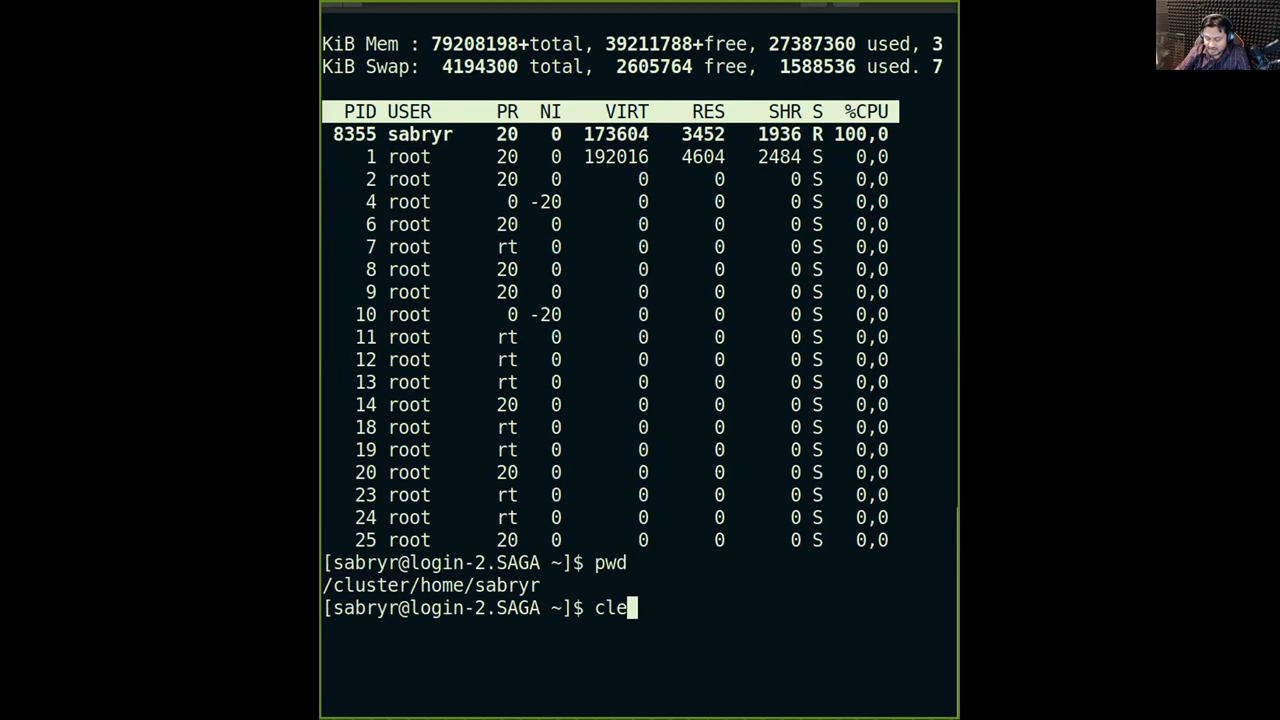 KiB Mem : 79208198+total, 39211788+free, 27387360 used, 3
KiB Swap:  4194300 total,  2605764 free,  1588536 used. 7
PID USER PR NI VIRT RES SHR S %CPU
8355 sabryr 20 0 173604 3452 1936 R 100,0
1 root 20 0 192016 4604 2484 S 0,0
2 root 20 0 0 0 0 S 0,0
4 root 0 -20 0 0 0 S 0,0
6 root 20 0 0 0 0 S 0,0
7 root rt 0 0 0 0 S 0,0
8 root 20 0 0 0 0 S 0,0
9 root 20 0 0 0 0 S 0,0
10 root 0 -20 0 0 0 S 0,0
11 root rt 0 0 0 0 S 0,0
12 root rt 0 0 0 0 S 0,0
13 root rt 0 0 0 0 S 0,0
14 root 20 0 0 0 0 S 0,0
18 root rt 0 0 0 0 S 0,0
19 root rt 0 0 0 0 S 0,0
20 root 20 0 0 0 0 S 0,0
23 root rt 0 0 0 0 S 0,0
24 root rt 0 0 0 0 S 0,0
25 root 20 0 0 0 0 S 0,0
[sabryr@login-2.SAGA ~]$ pwd
/cluster/home/sabryr
[sabryr@login-2.SAGA ~]$ cle